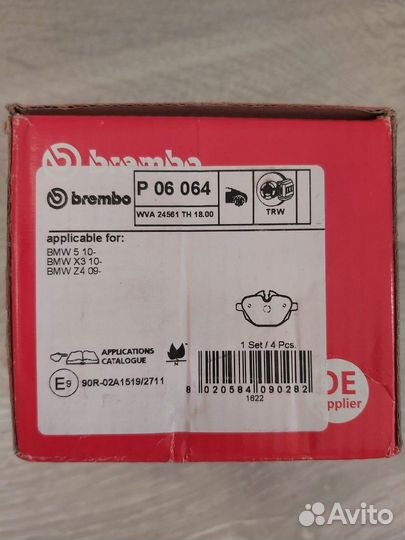 brembo
brembo
P 06 064
WVA 24561 TH 18.00
TRW
applicable for:
BMW 5 10-
BMW X3 10-
BMW Z4 09-
1 Set / 4 Pcs.
APPLICATIONS
CATALOGUE
N
E9
90R-02A1519/2711
8 020584 090282
1822
OE
supplier
Avito